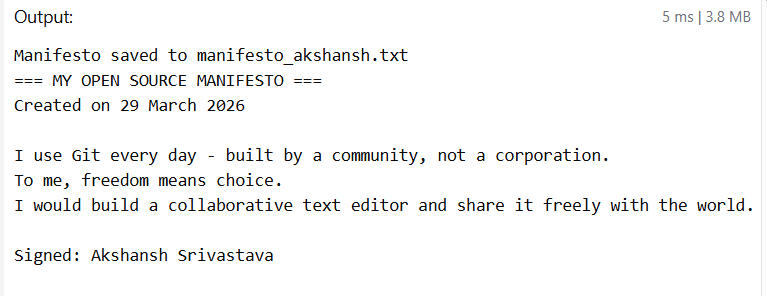 Output:
5 ms | 3.8 MB
Manifesto saved to manifesto_akshansh.txt
=== MY OPEN SOURCE MANIFESTO ===
Created on 29 March 2026
I use Git every day - built by a community, not a corporation.
To me, freedom means choice.
I would build a collaborative text editor and share it freely with the world.
Signed: Akshansh Srivastava